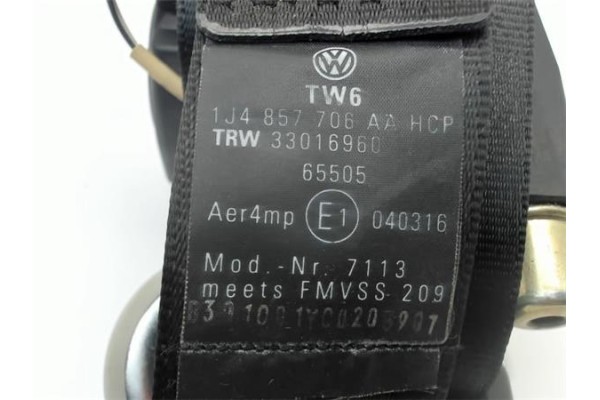 TW6
1J4 857 706 AA HCP
TRW 33016960
65505
Aer4mp E1 040316
Mod.-Nr. 7113
meets FMVSS 209